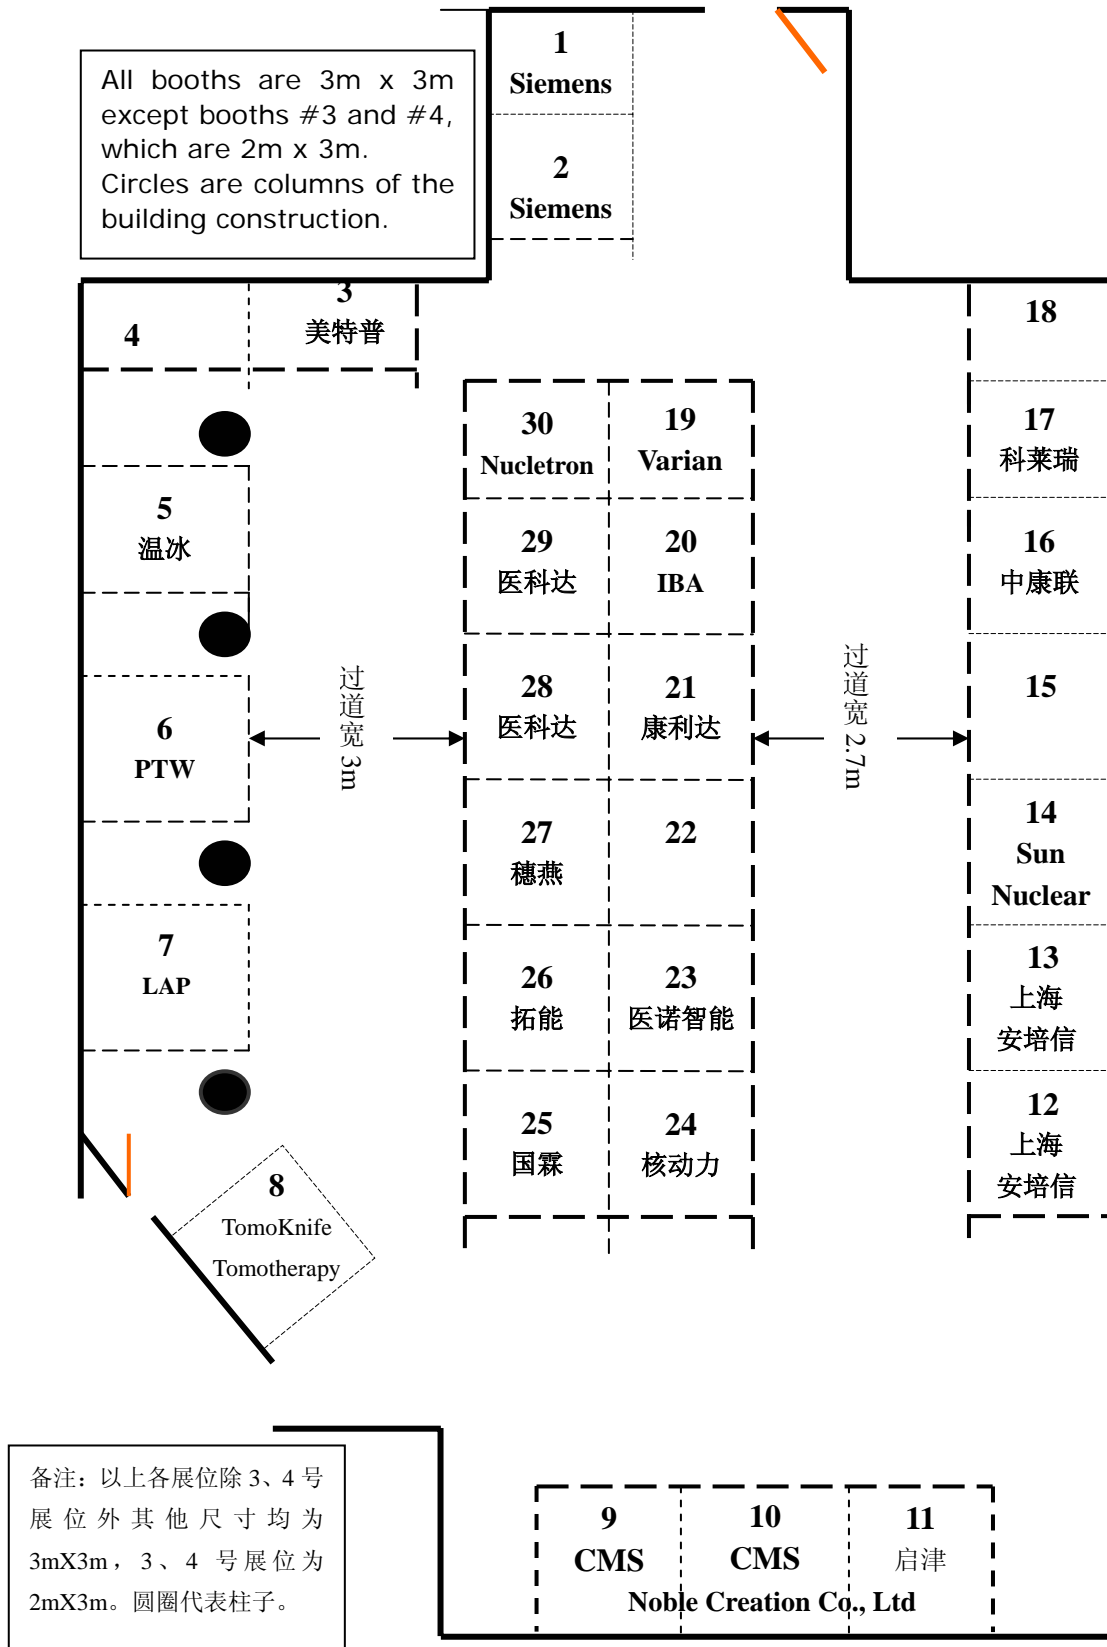 1
Siemens
All booths are 3m x 3m
except booths #3 and #4,
which are 2m x 3m.
Circles are columns of the
building construction.
2
Siemens
3
美特普
4
18
30
Nucletron
19
Varian
17
科莱瑞
5
温冰
29
医科达
20
IBA
16
中康联
6
PTW
过道宽 3m
28
医科达
21
康利达
过道宽 2.7m
15
27
穗燕
22
14
Sun
Nuclear
7
LAP
26
拓能
23
医诺智能
13
上海
安培信
25
国霖
24
核动力
12
上海
安培信
8
TomoKnife
Tomotherapy
备注：以上各展位除 3、4 号
展位外其他尺寸均为
3mX3m，3、4 号展位为
2mX3m。圆圈代表柱子。
9
CMS
10
CMS
11
启津
Noble Creation Co., Ltd